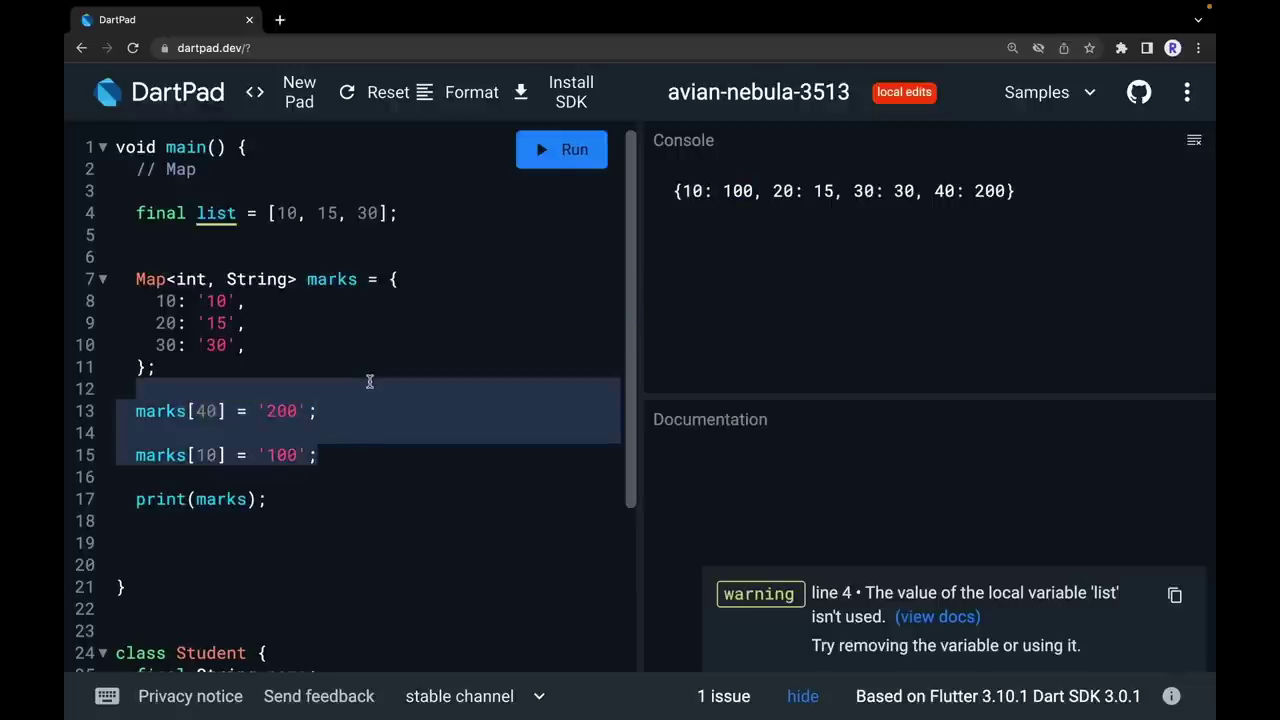 DartPad
dartpad.dev/?
R
DartPad
<> New Pad
Reset
Format
Install SDK
avian-nebula-3513
local edits
Samples
Run
1 void main() {
2 // Map
3
4 final list = [10, 15, 30];
5
6
7 Map<int, String> marks = {
8 10: '10',
9 20: '15',
10 30: '30',
11 };
12
13 marks[40] = '200';
14
15 marks[10] = '100';
16
17 print(marks);
18
19
20
21 }
22
23
24 class Student {
Console
{10: 100, 20: 15, 30: 30, 40: 200}
Documentation
warning line 4 • The value of the local variable 'list'
isn't used. (view docs)
Try removing the variable or using it.
Privacy notice
Send feedback
stable channel
1 issue
hide
Based on Flutter 3.10.1 Dart SDK 3.0.1